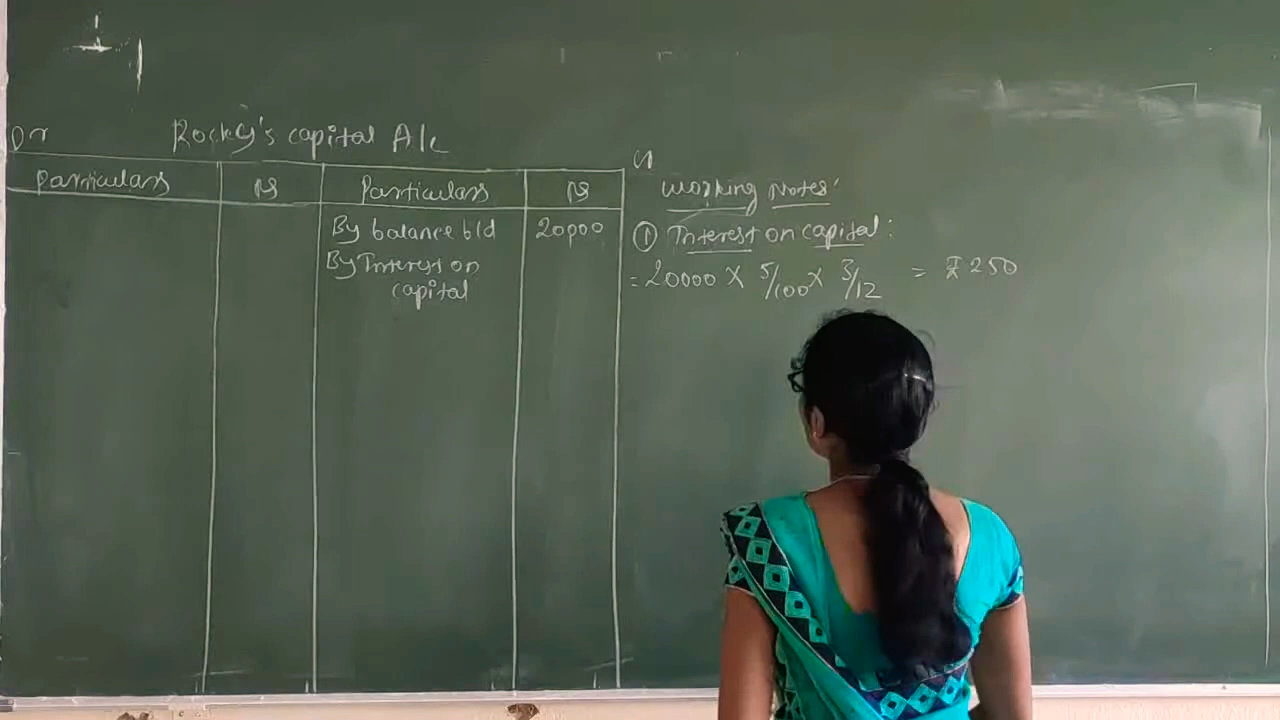 Dr Rocky's capital A/c Cr
Particulars Rs Particulars Rs
By balance b/d 20000
By Interest on
capital
Working Notes:
① Interest on capital:
= 20000 X 5/100 X 3/12 = ₹ 250